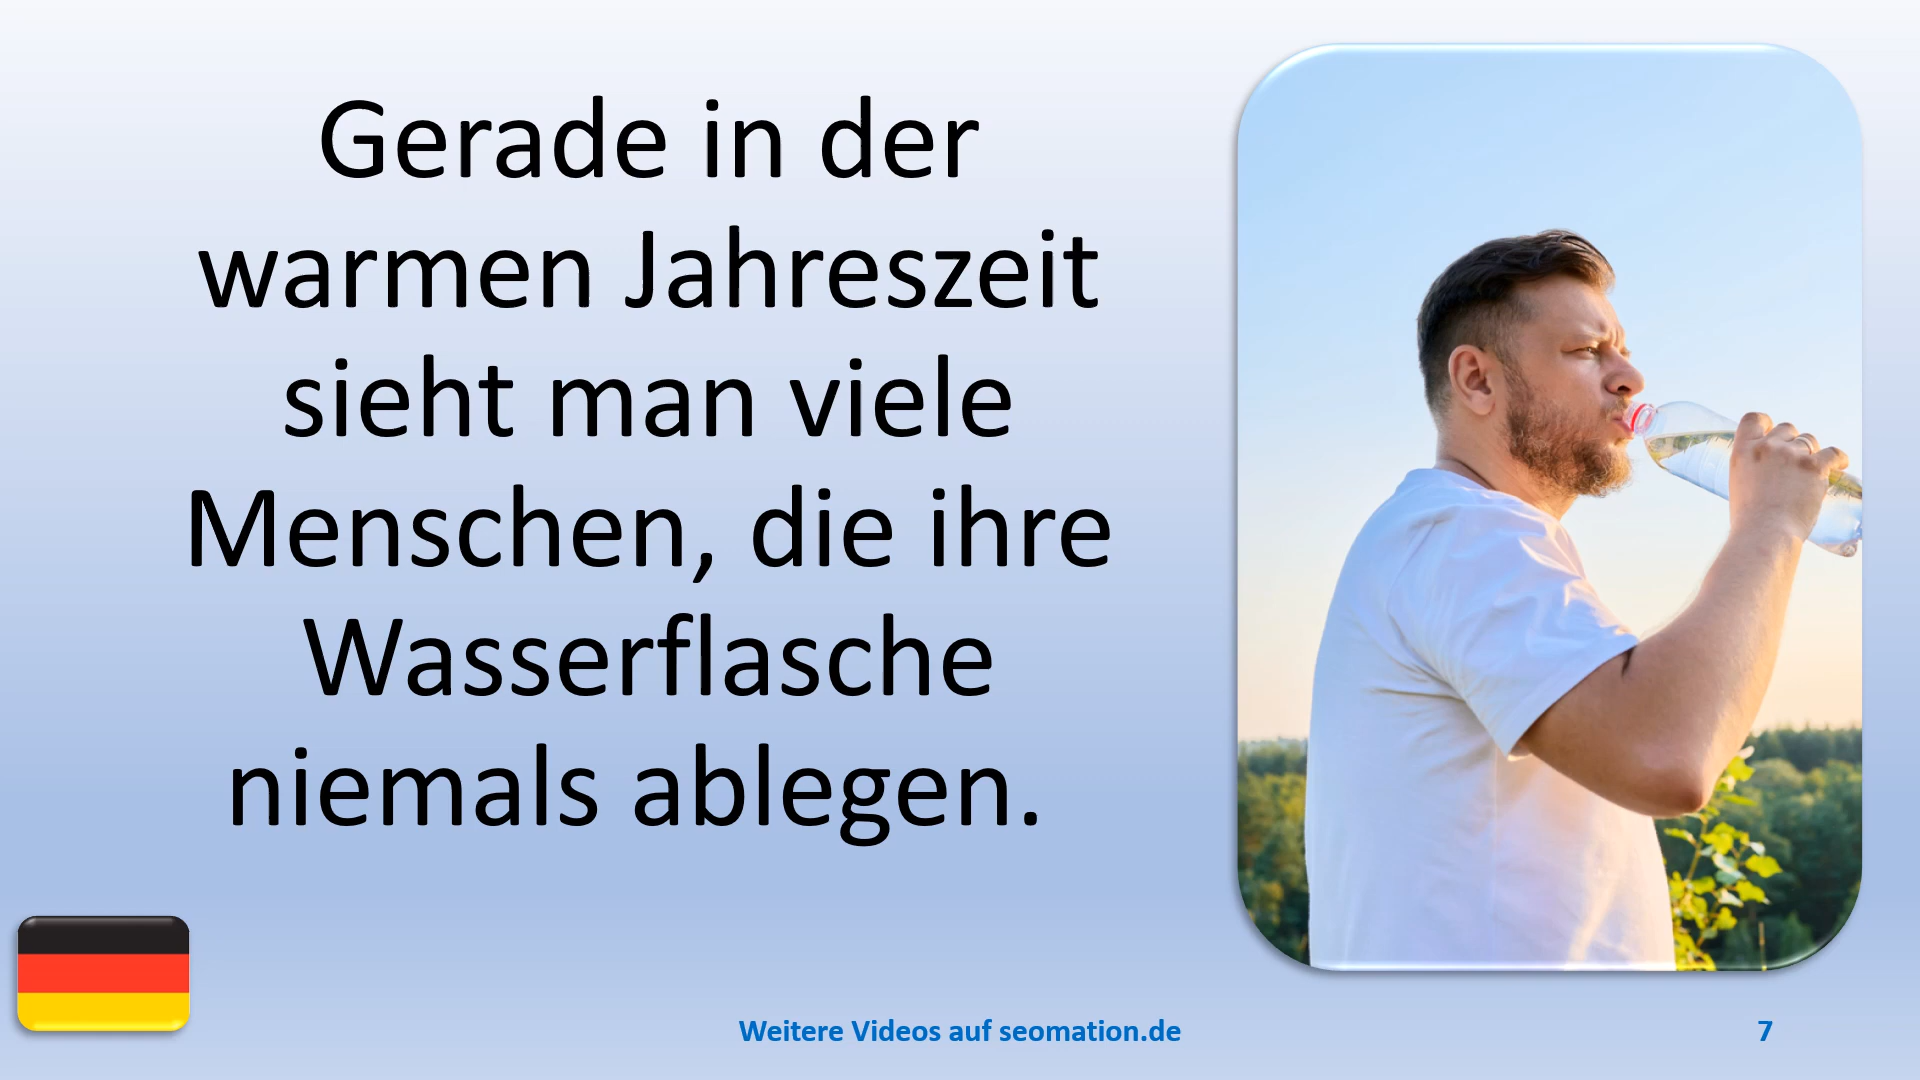 Gerade in der
warmen Jahreszeit
sieht man viele
Menschen, die ihre
Wasserflasche
niemals ablegen.
Weitere Videos auf seomation.de
7